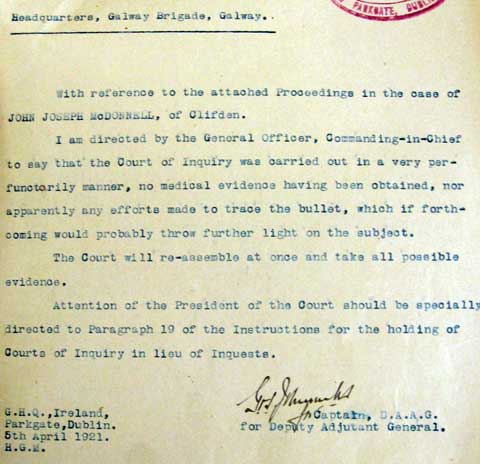 PARKGATE, DUBLIN
Headquarters, Galway Brigade, Galway..
With reference to the attached Proceedings in the case of
JOHN JOSEPH McDONNELL, of Clifden.
I am directed by the General Officer, Commanding-in-Chief
to say that the Court of Inquiry was carried out in a very per-
functorily manner, no medical evidence having been obtained, nor
apparently any efforts made to trace the bullet, which if forth-
coming would probably throw further light on the subject.
The Court will re-assemble at once and take all possible
evidence.
Attention of the President of the Court should be specially
directed to Paragraph 19 of the Instructions for the holding of
Courts of Inquiry in lieu of Inquests.
Captain, D.A.A.G.
for Deputy Adjutant General.
G.H.Q.,Ireland,
Parkgate,Dublin.
5th April 1921.
H.G.M.